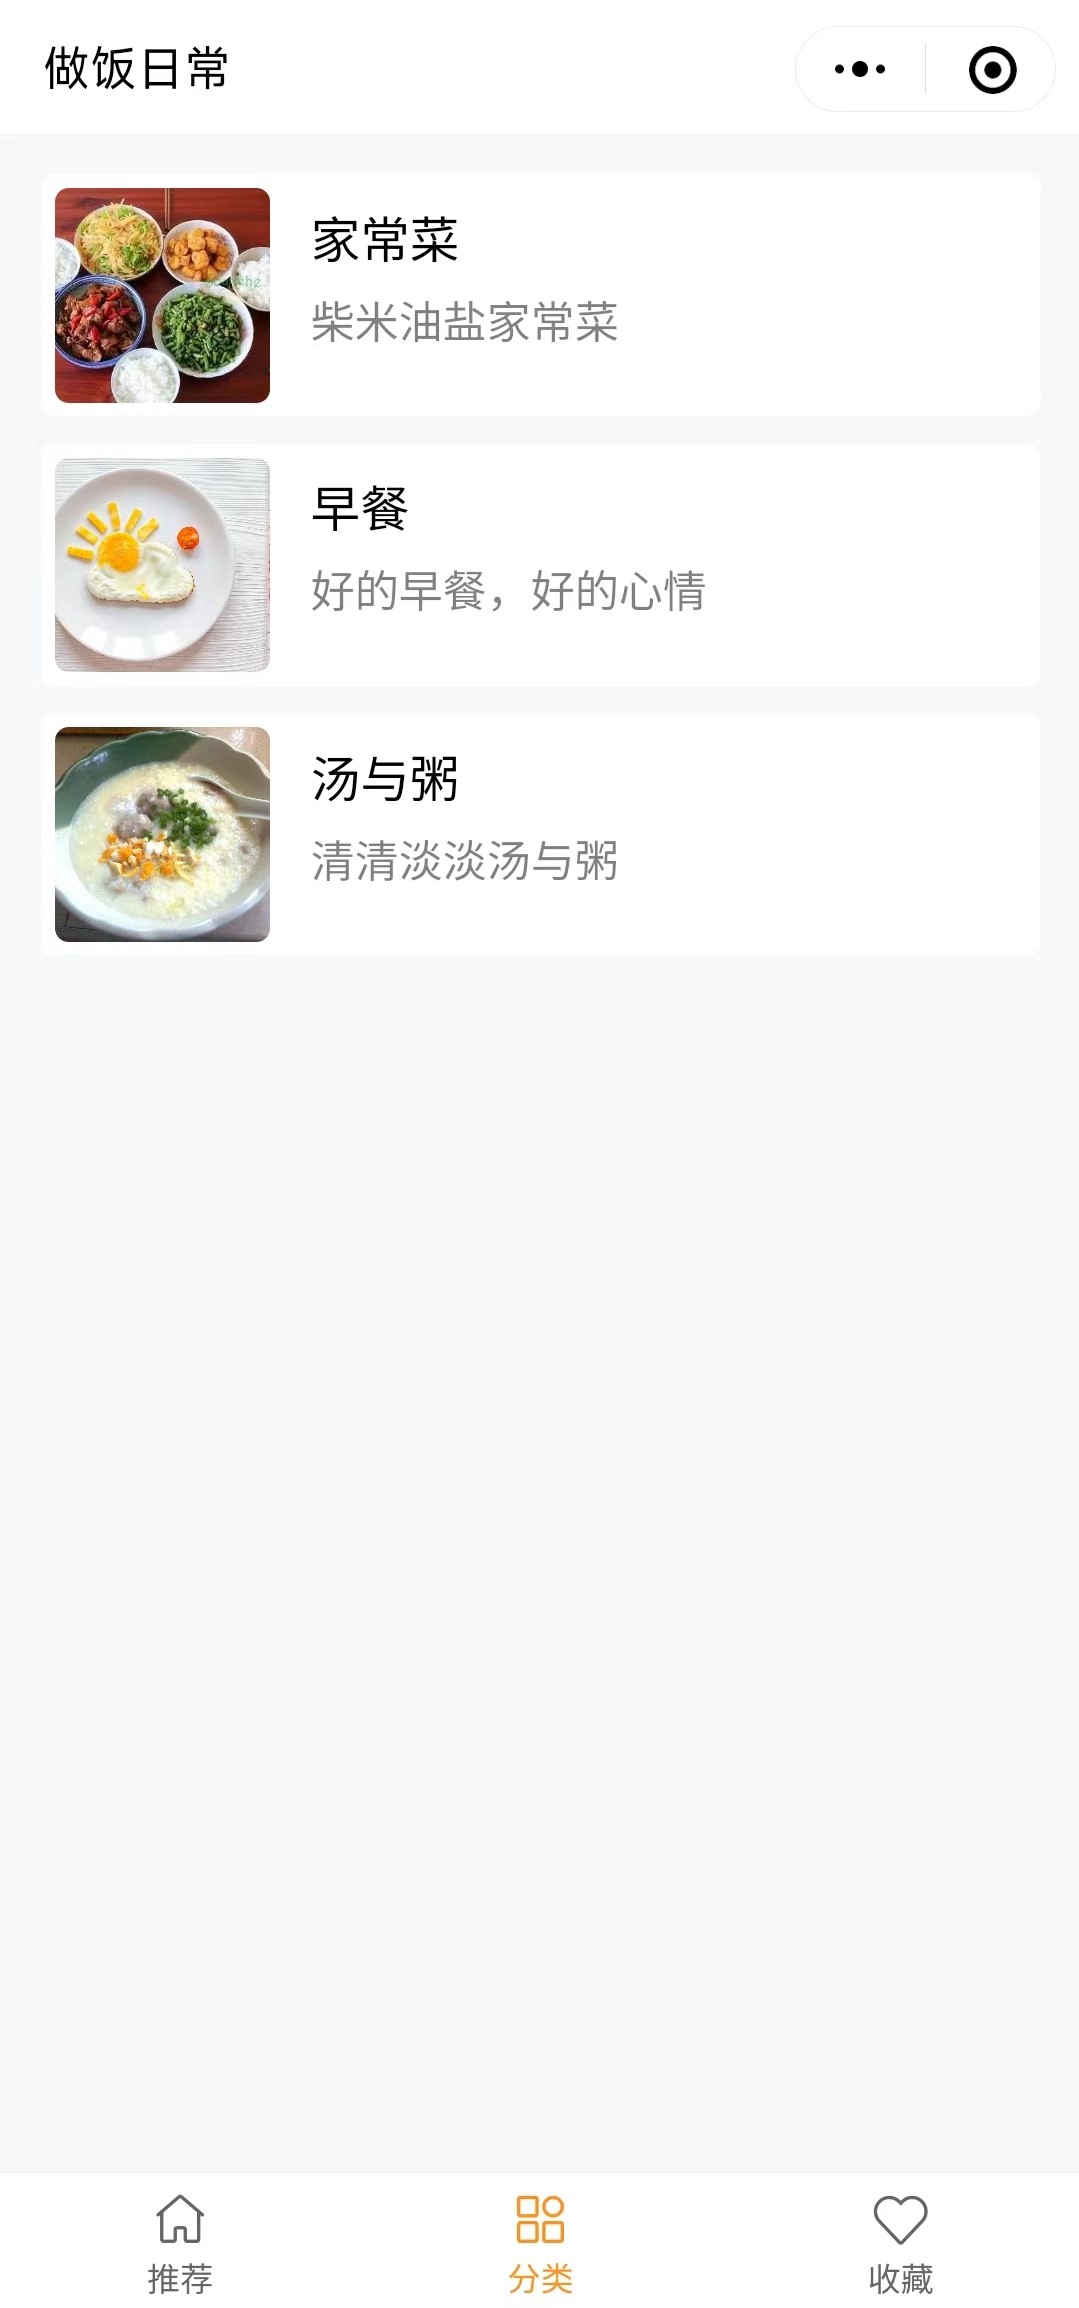 做饭日常
家常菜
柴米油盐家常菜
早餐
好的早餐，好的心情
汤与粥
清清淡淡汤与粥
推荐
分类
收藏